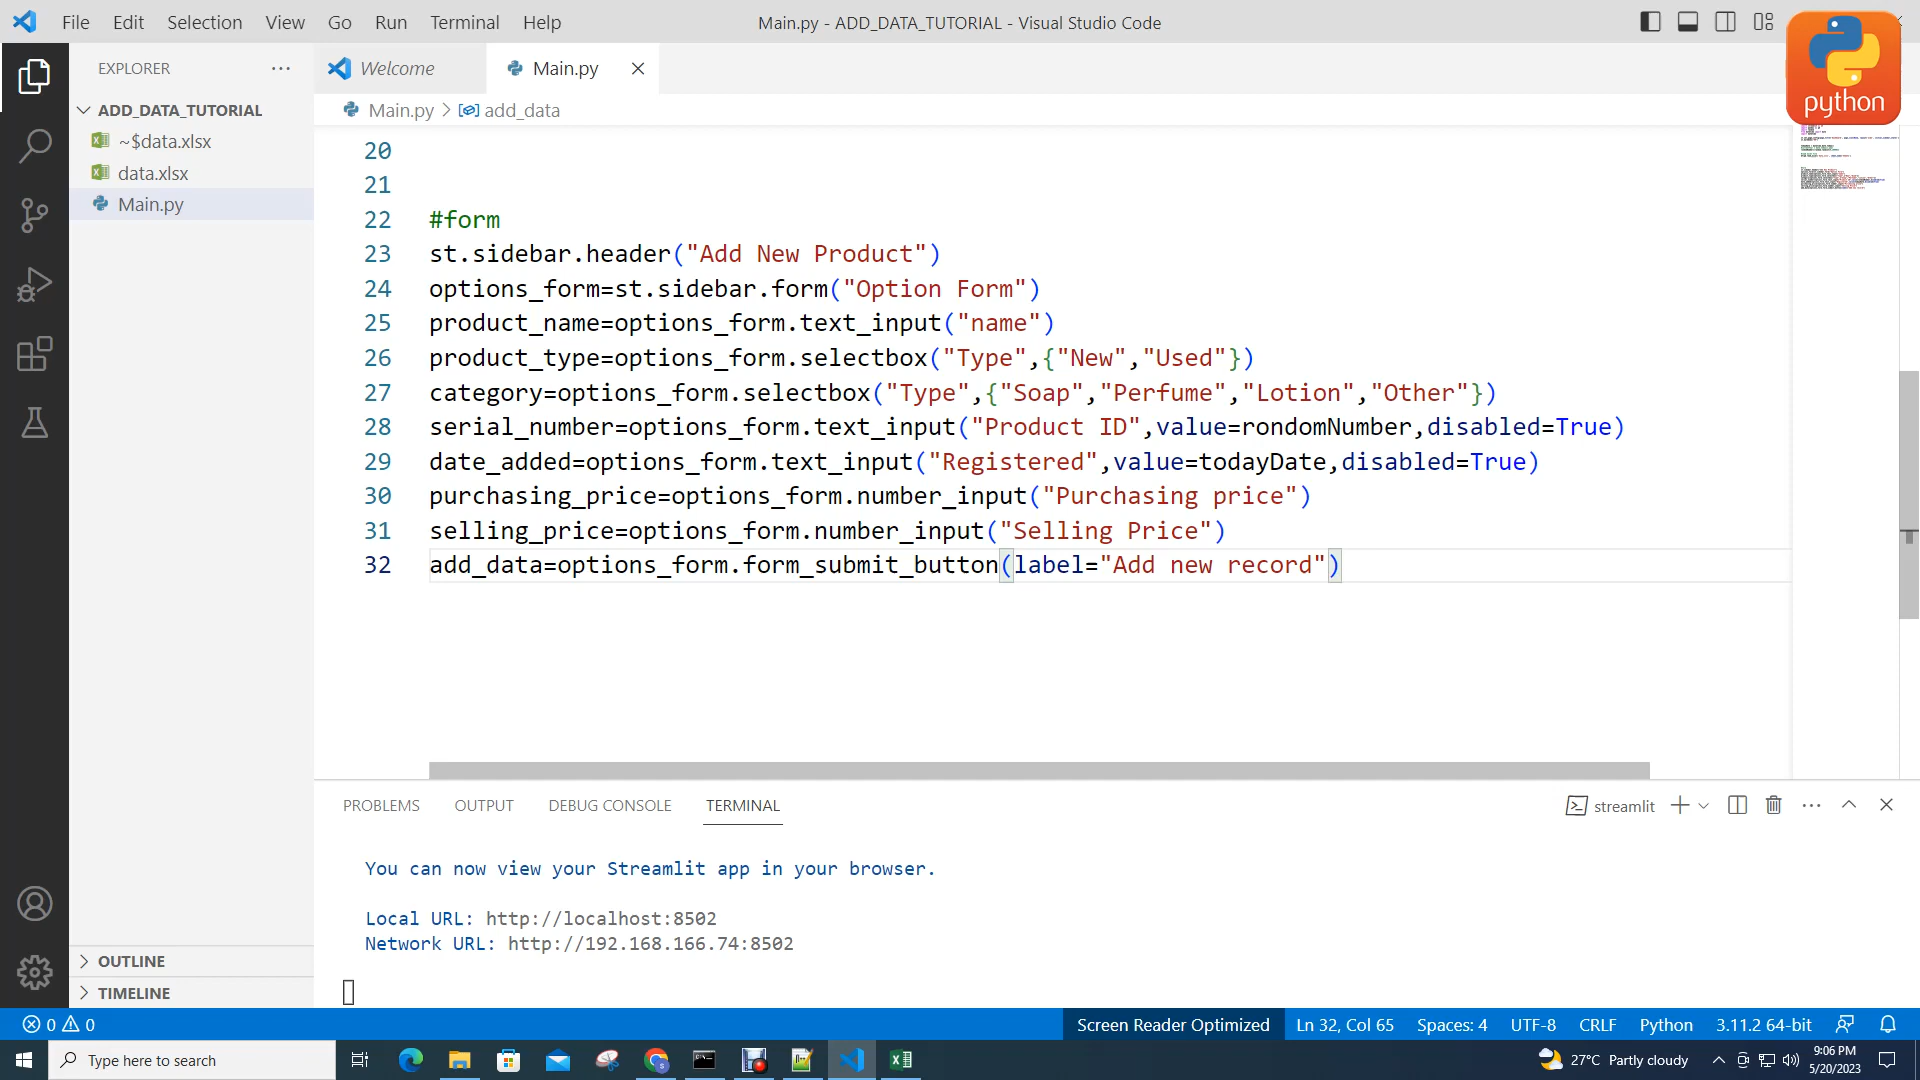 File Edit Selection View Go Run Terminal Help
Main.py - ADD_DATA_TUTORIAL - Visual Studio Code
python
EXPLORER
Welcome
Main.py
ADD_DATA_TUTORIAL
~$data.xlsx
data.xlsx
Main.py
OUTLINE
TIMELINE
Main.py > add_data
20
21
22 #form
23 st.sidebar.header("Add New Product")
24 options_form=st.sidebar.form("Option Form")
25 product_name=options_form.text_input("name")
26 product_type=options_form.selectbox("Type",{"New","Used"})
27 category=options_form.selectbox("Type",{"Soap","Perfume","Lotion","Other"})
28 serial_number=options_form.text_input("Product ID",value=rondomNumber,disabled=True)
29 date_added=options_form.text_input("Registered",value=todayDate,disabled=True)
30 purchasing_price=options_form.number_input("Purchasing price")
31 selling_price=options_form.number_input("Selling Price")
32 add_data=options_form.form_submit_button(label="Add new record")
PROBLEMS OUTPUT DEBUG CONSOLE TERMINAL
streamlit
You can now view your Streamlit app in your browser.
Local URL: http://localhost:8502
Network URL: http://192.168.166.74:8502
0 0
Screen Reader Optimized Ln 32, Col 65 Spaces: 4 UTF-8 CRLF Python 3.11.2 64-bit
Type here to search
27°C Partly cloudy
9:06 PM
5/20/2023